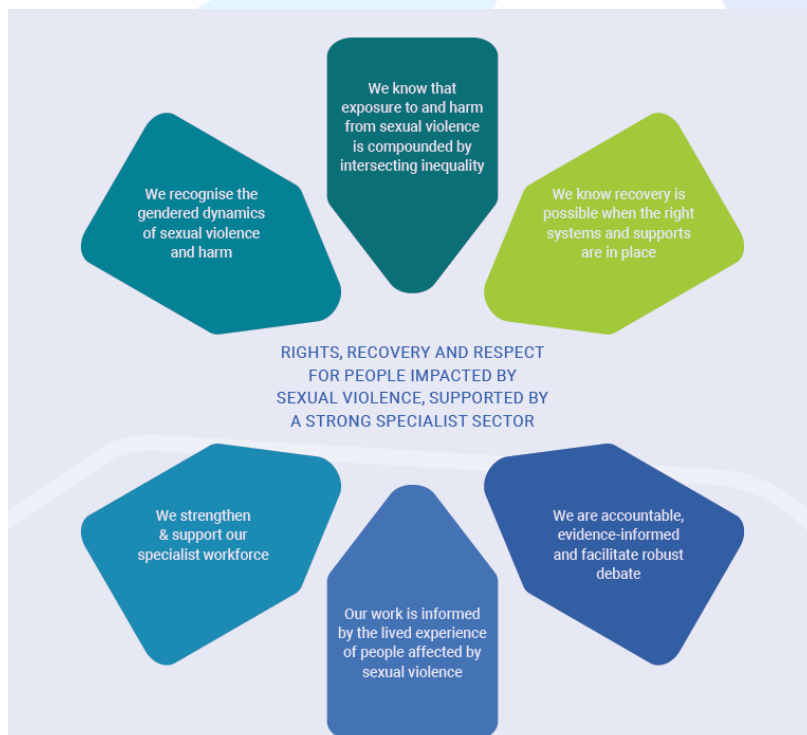 We know that
exposure to and harm
from sexual violence
is compounded by
intersecting inequality
We recognise the
gendered dynamics
of sexual violence
and harm
We know recovery is
possible when the right
systems and supports
are in place
RIGHTS, RECOVERY AND RESPECT
FOR PEOPLE IMPACTED BY
SEXUAL VIOLENCE, SUPPORTED BY
A STRONG SPECIALIST SECTOR
We strengthen
& support our
specialist workforce
We are accountable,
evidence-informed
and facilitate robust
debate
Our work is informed
by the lived experience
of people affected by
sexual violence